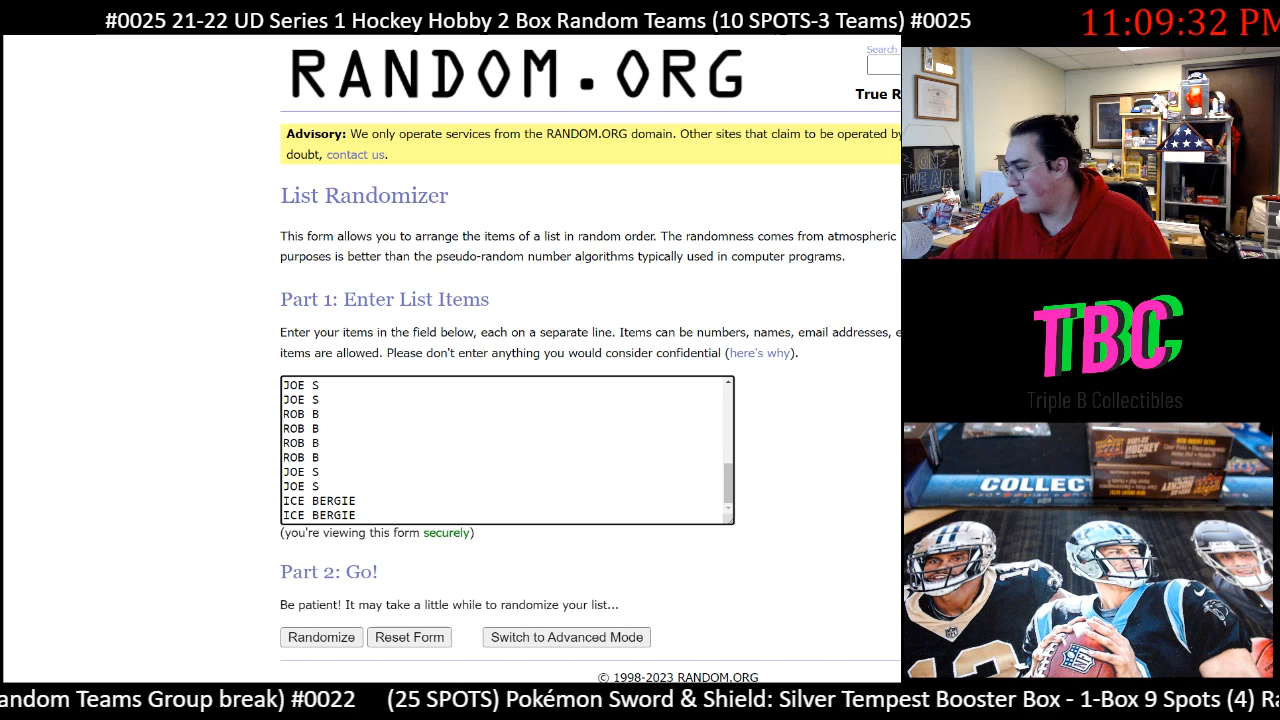 #0025 21-22 UD Series 1 Hockey Hobby 2 Box Random Teams (10 SPOTS-3 Teams) #0025
11:09:32 PM
RANDOM.ORG
Search
True R
Advisory: We only operate services from the RANDOM.ORG domain. Other sites that claim to be operated by
doubt, contact us.
List Randomizer
This form allows you to arrange the items of a list in random order. The randomness comes from atmospheric
purposes is better than the pseudo-random number algorithms typically used in computer programs.
Part 1: Enter List Items
Enter your items in the field below, each on a separate line. Items can be numbers, names, email addresses, e
items are allowed. Please don't enter anything you would consider confidential (here's why).
JOE S
JOE S
ROB B
ROB B
ROB B
ROB B
JOE S
JOE S
ICE BERGIE
ICE BERGIE
(you're viewing this form securely)
Part 2: Go!
Be patient! It may take a little while to randomize your list...
Randomize
Reset Form
Switch to Advanced Mode
© 1998-2023 RANDOM.ORG
ON
THE AIR
TBC
Triple B Collectibles
2021-22
HOCKEY
COLLECT
NFL
andom Teams Group break) #0022 (25 SPOTS) Pokémon Sword & Shield: Silver Tempest Booster Box - 1-Box 9 Spots (4) Ra